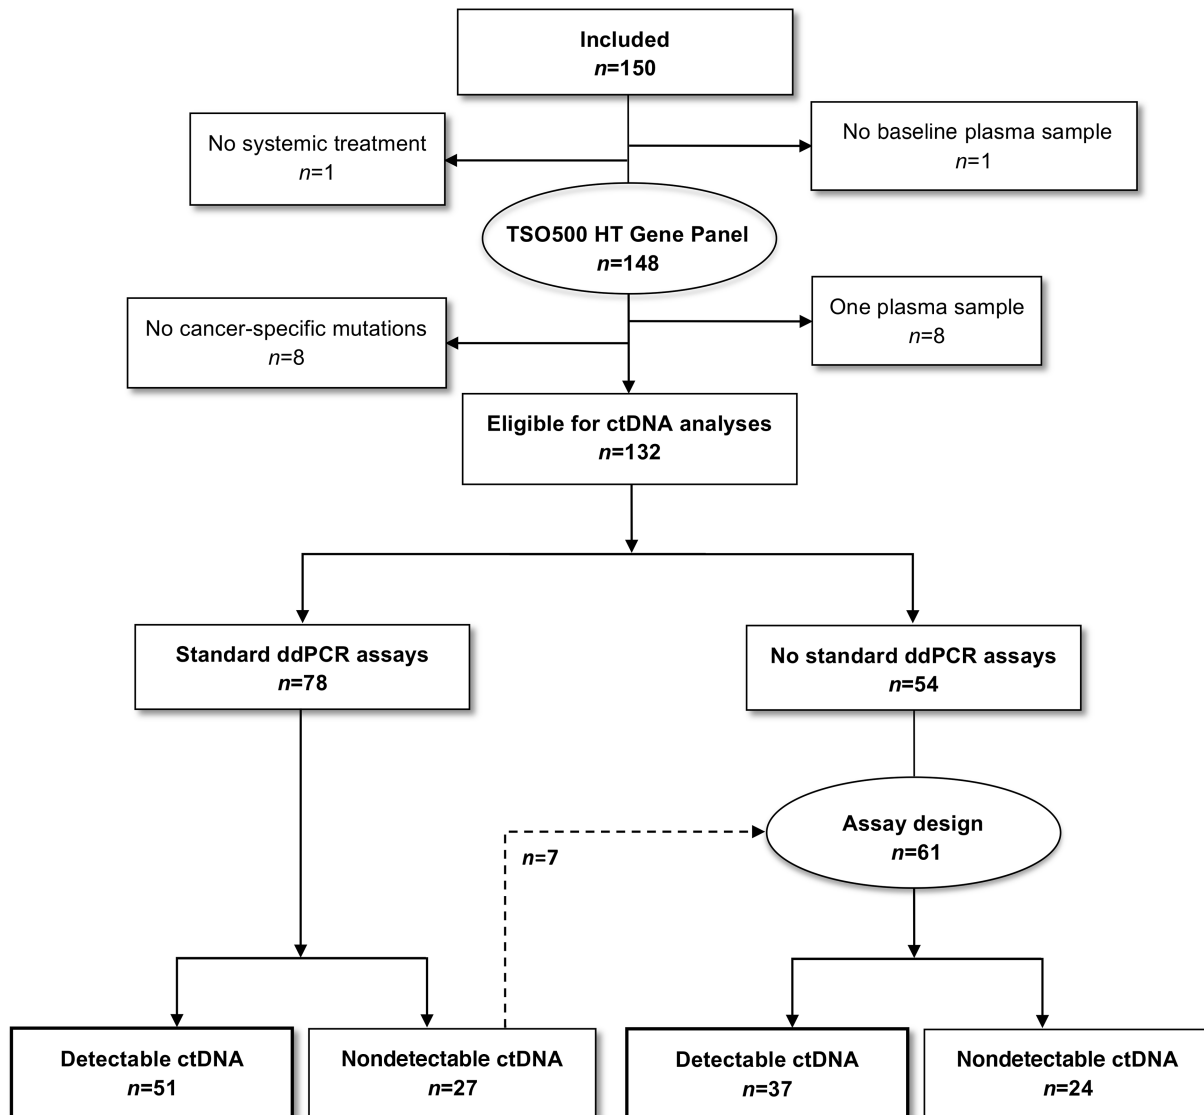 Included
n=150
No systemic treatment
n=1
No baseline plasma sample
n=1
TSO500 HT Gene Panel
n=148
No cancer-specific mutations
n=8
One plasma sample
n=8
Eligible for ctDNA analyses
n=132
Standard ddPCR assays
n=78
No standard ddPCR assays
n=54
Assay design
n=61
n=7
Detectable ctDNA
n=51
Nondetectable ctDNA
n=27
Detectable ctDNA
n=37
Nondetectable ctDNA
n=24